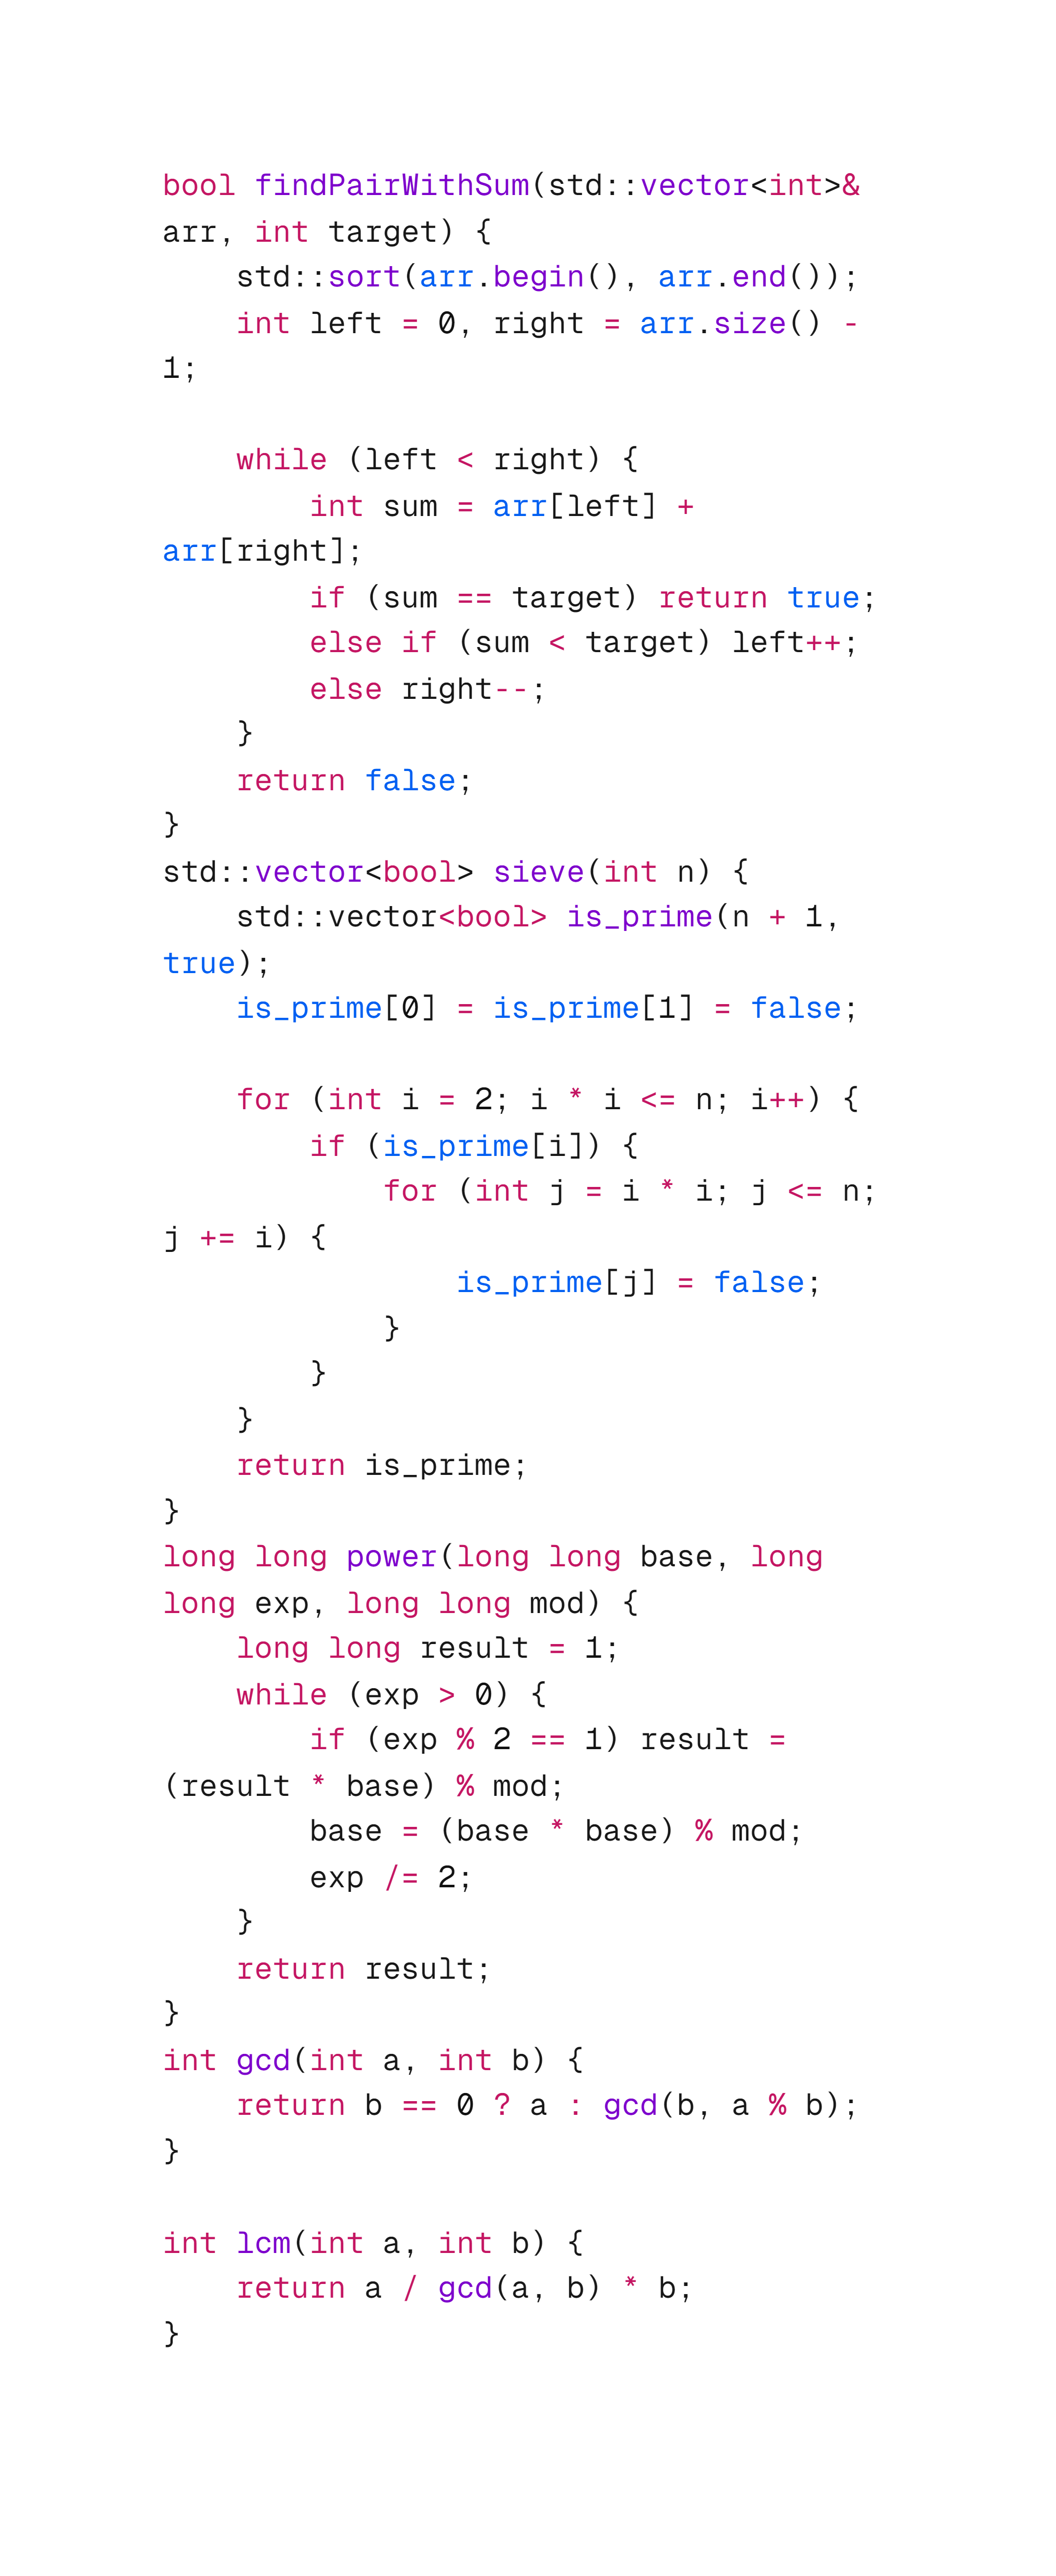 bool findPairWithSum(std::vector<int>&
arr, int target) {
    std::sort(arr.begin(), arr.end());
    int left = 0, right = arr.size() -
1;

    while (left < right) {
        int sum = arr[left] +
arr[right];
        if (sum == target) return true;
        else if (sum < target) left++;
        else right--;
    }
    return false;
}
std::vector<bool> sieve(int n) {
    std::vector<bool> is_prime(n + 1,
true);
    is_prime[0] = is_prime[1] = false;

    for (int i = 2; i * i <= n; i++) {
        if (is_prime[i]) {
            for (int j = i * i; j <= n;
j += i) {
                is_prime[j] = false;
            }
        }
    }
    return is_prime;
}
long long power(long long base, long
long exp, long long mod) {
    long long result = 1;
    while (exp > 0) {
        if (exp % 2 == 1) result =
(result * base) % mod;
        base = (base * base) % mod;
        exp /= 2;
    }
    return result;
}
int gcd(int a, int b) {
    return b == 0 ? a : gcd(b, a % b);
}

int lcm(int a, int b) {
    return a / gcd(a, b) * b;
}